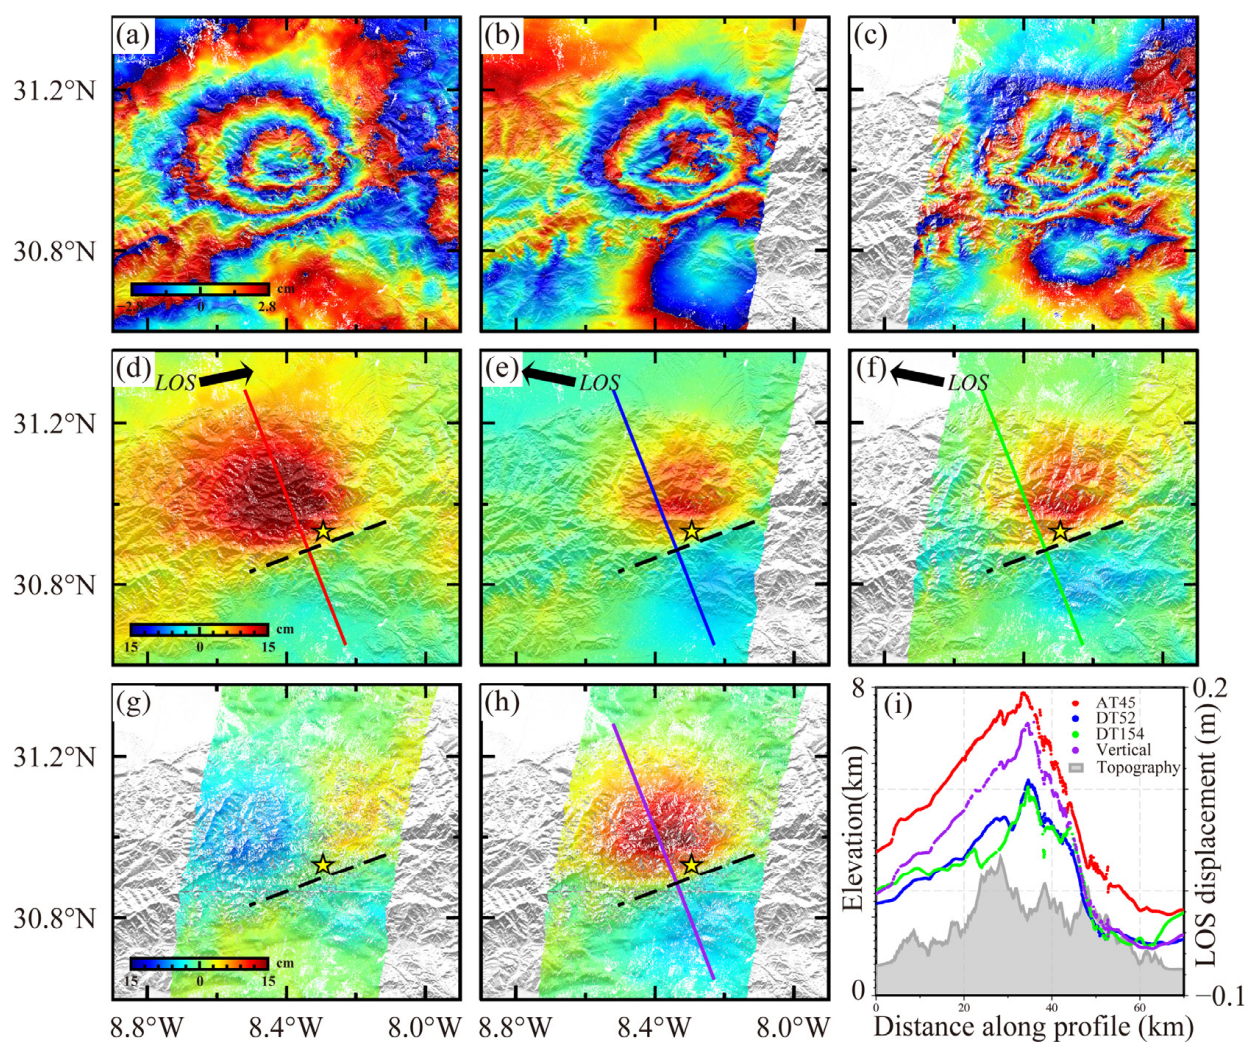 (a)
(b)
(c)
31.2°N
30.8°N
cm
−2.8 0 2.8
(d)
LOS
(e)
LOS
(f)
LOS
31.2°N
30.8°N
cm
15 0 15
(g)
(h)
(i)
8
0.2
AT45
DT52
DT154
Vertical
Topography
31.2°N
30.8°N
Elevation(km)
LOS displacement (m)
cm
15 0 15
0
−0.1
0 20 40 60
8.8°W 8.4°W 8.0°W
8.8°W 8.4°W 8.0°W
Distance along profile (km)